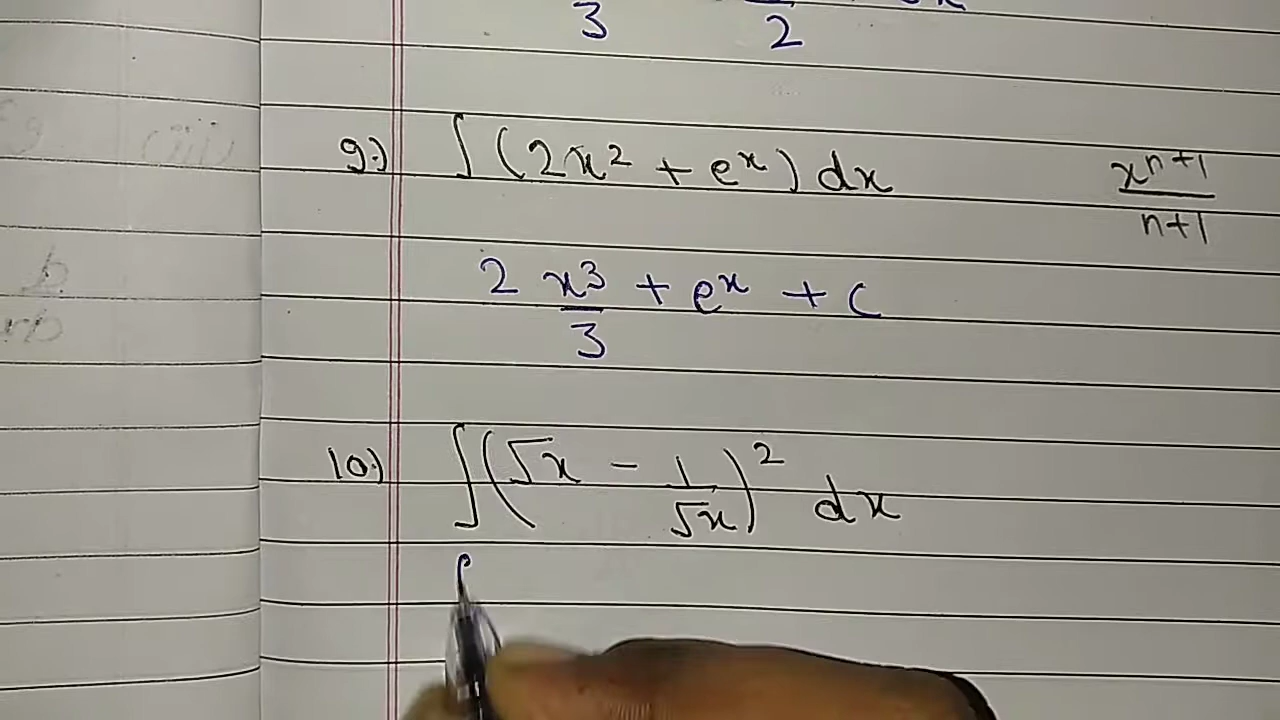 3 2
9.) ∫ (2x² + eˣ) dx
xⁿ⁺¹
n+1
2 x³/3 + eˣ + c
10.) ∫(√x - 1/√x)² dx
∫